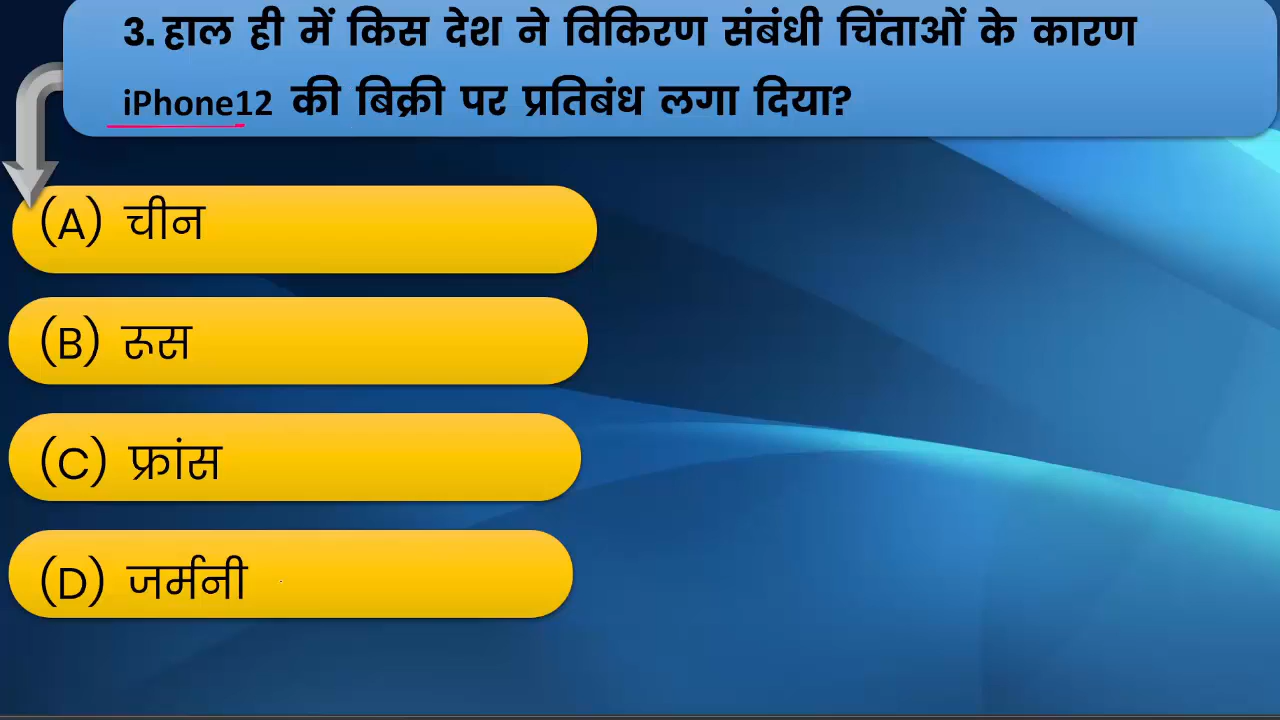 3. हाल ही में किस देश ने विकिरण संबंधी चिंताओं के कारण
iPhone12 की बिक्री पर प्रतिबंध लगा दिया?
(A) चीन
(B) रूस
(C) फ्रांस
(D) जर्मनी